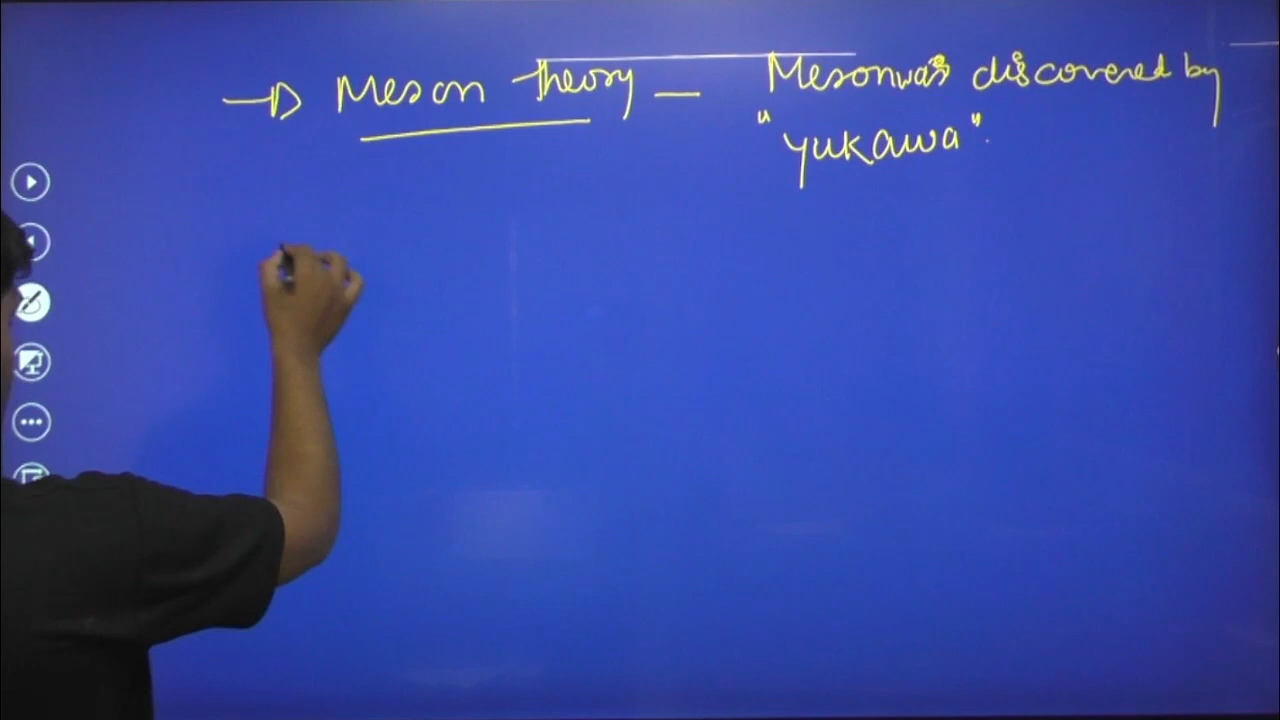 → Meson theory — Meson was discovered by
"Yukawa".